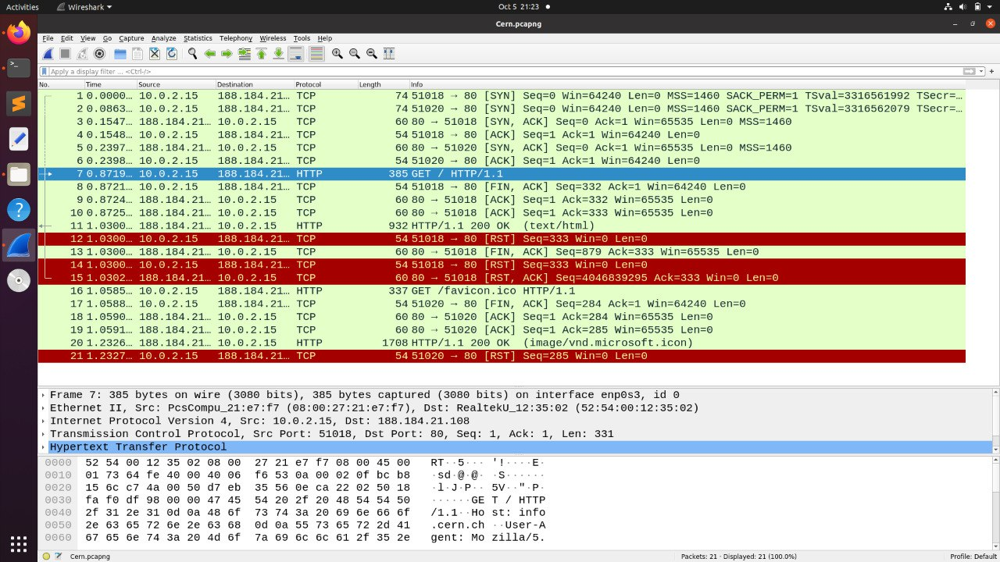 Activities Wireshark Oct 5 21:23
Cern.pcapng
File Edit View Go Capture Analyze Statistics Telephony Wireless Tools Help
Apply a display filter ... <Ctrl-/> +
No. Time Source Destination Protocol Length Info
1 0.0000… 10.0.2.15 188.184.21… TCP 74 51018 → 80 [SYN] Seq=0 Win=64240 Len=0 MSS=1460 SACK_PERM=1 TSval=3316561992 TSecr=…
2 0.0863… 10.0.2.15 188.184.21… TCP 74 51020 → 80 [SYN] Seq=0 Win=64240 Len=0 MSS=1460 SACK_PERM=1 TSval=3316562079 TSecr=…
3 0.1547… 188.184.21… 10.0.2.15 TCP 60 80 → 51018 [SYN, ACK] Seq=0 Ack=1 Win=65535 Len=0 MSS=1460
4 0.1548… 10.0.2.15 188.184.21… TCP 54 51018 → 80 [ACK] Seq=1 Ack=1 Win=64240 Len=0
5 0.2397… 188.184.21… 10.0.2.15 TCP 60 80 → 51020 [SYN, ACK] Seq=0 Ack=1 Win=65535 Len=0 MSS=1460
6 0.2398… 10.0.2.15 188.184.21… TCP 54 51020 → 80 [ACK] Seq=1 Ack=1 Win=64240 Len=0
7 0.8719… 10.0.2.15 188.184.21… HTTP 385 GET / HTTP/1.1
8 0.8721… 10.0.2.15 188.184.21… TCP 54 51018 → 80 [FIN, ACK] Seq=332 Ack=1 Win=64240 Len=0
9 0.8724… 188.184.21… 10.0.2.15 TCP 60 80 → 51018 [ACK] Seq=1 Ack=332 Win=65535 Len=0
10 0.8725… 188.184.21… 10.0.2.15 TCP 60 80 → 51018 [ACK] Seq=1 Ack=333 Win=65535 Len=0
11 1.0300… 188.184.21… 10.0.2.15 HTTP 932 HTTP/1.1 200 OK (text/html)
12 1.0300… 10.0.2.15 188.184.21… TCP 54 51018 → 80 [RST] Seq=333 Win=0 Len=0
13 1.0300… 188.184.21… 10.0.2.15 TCP 60 80 → 51018 [FIN, ACK] Seq=879 Ack=333 Win=65535 Len=0
14 1.0300… 10.0.2.15 188.184.21… TCP 54 51018 → 80 [RST] Seq=333 Win=0 Len=0
15 1.0302… 188.184.21… 10.0.2.15 TCP 60 80 → 51018 [RST, ACK] Seq=4046839295 Ack=333 Win=0 Len=0
16 1.0585… 10.0.2.15 188.184.21… HTTP 337 GET /favicon.ico HTTP/1.1
17 1.0588… 10.0.2.15 188.184.21… TCP 54 51020 → 80 [FIN, ACK] Seq=284 Ack=1 Win=64240 Len=0
18 1.0590… 188.184.21… 10.0.2.15 TCP 60 80 → 51020 [ACK] Seq=1 Ack=284 Win=65535 Len=0
19 1.0591… 188.184.21… 10.0.2.15 TCP 60 80 → 51020 [ACK] Seq=1 Ack=285 Win=65535 Len=0
20 1.2326… 188.184.21… 10.0.2.15 HTTP 1708 HTTP/1.1 200 OK (image/vnd.microsoft.icon)
21 1.2327… 10.0.2.15 188.184.21… TCP 54 51020 → 80 [RST] Seq=285 Win=0 Len=0
Frame 7: 385 bytes on wire (3080 bits), 385 bytes captured (3080 bits) on interface enp0s3, id 0
Ethernet II, Src: PcsCompu_21:e7:f7 (08:00:27:21:e7:f7), Dst: RealtekU_12:35:02 (52:54:00:12:35:02)
Internet Protocol Version 4, Src: 10.0.2.15, Dst: 188.184.21.108
Transmission Control Protocol, Src Port: 51018, Dst Port: 80, Seq: 1, Ack: 1, Len: 331
Hypertext Transfer Protocol
0000 52 54 00 12 35 02 08 00 27 21 e7 f7 08 00 45 00 RT··5··· '!····E·
0010 01 73 64 fe 40 00 40 06 f6 53 0a 00 02 0f bc b8 ·sd·@·@· ·S······
0020 15 6c c7 4a 00 50 d7 eb 35 56 0e ca 22 02 50 18 ·l·J·P·· 5V··"·P·
0030 fa f0 df 98 00 00 47 45 54 20 2f 20 48 54 54 50 ······GE T / HTTP
0040 2f 31 2e 31 0d 0a 48 6f 73 74 3a 20 69 6e 66 6f /1.1··Ho st: info
0050 2e 63 65 72 6e 2e 63 68 0d 0a 55 73 65 72 2d 41 .cern.ch ··User-A
0060 67 65 6e 74 3a 20 4d 6f 7a 69 6c 6c 61 2f 35 2e gent: Mo zilla/5.
Cern.pcapng Packets: 21 · Displayed: 21 (100.0%) Profile: Default